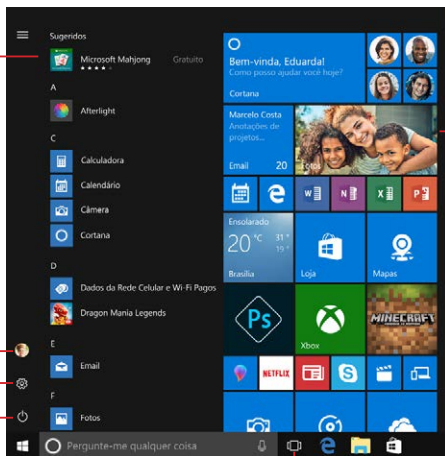 Sugeridos
Microsoft Mahjong Gratuito
A
Afterlight
C
Calculadora
Calendário
Câmera
Cortana
D
Dados da Rede Celular e Wi-Fi Pagos
Dragon Mania Legends
E
Email
F
Fotos
Pergunte-me qualquer coisa
Bem-vinda, Eduarda!
Como posso ajudar você hoje?
Cortana
Marcelo Costa
Anotações de
projetos...
Email 20
Fotos
Ensolarado
20 °C 31° 19°
Brasília
Loja
Mapas
Ps
Xbox
MINECRAFT
NETFLIX